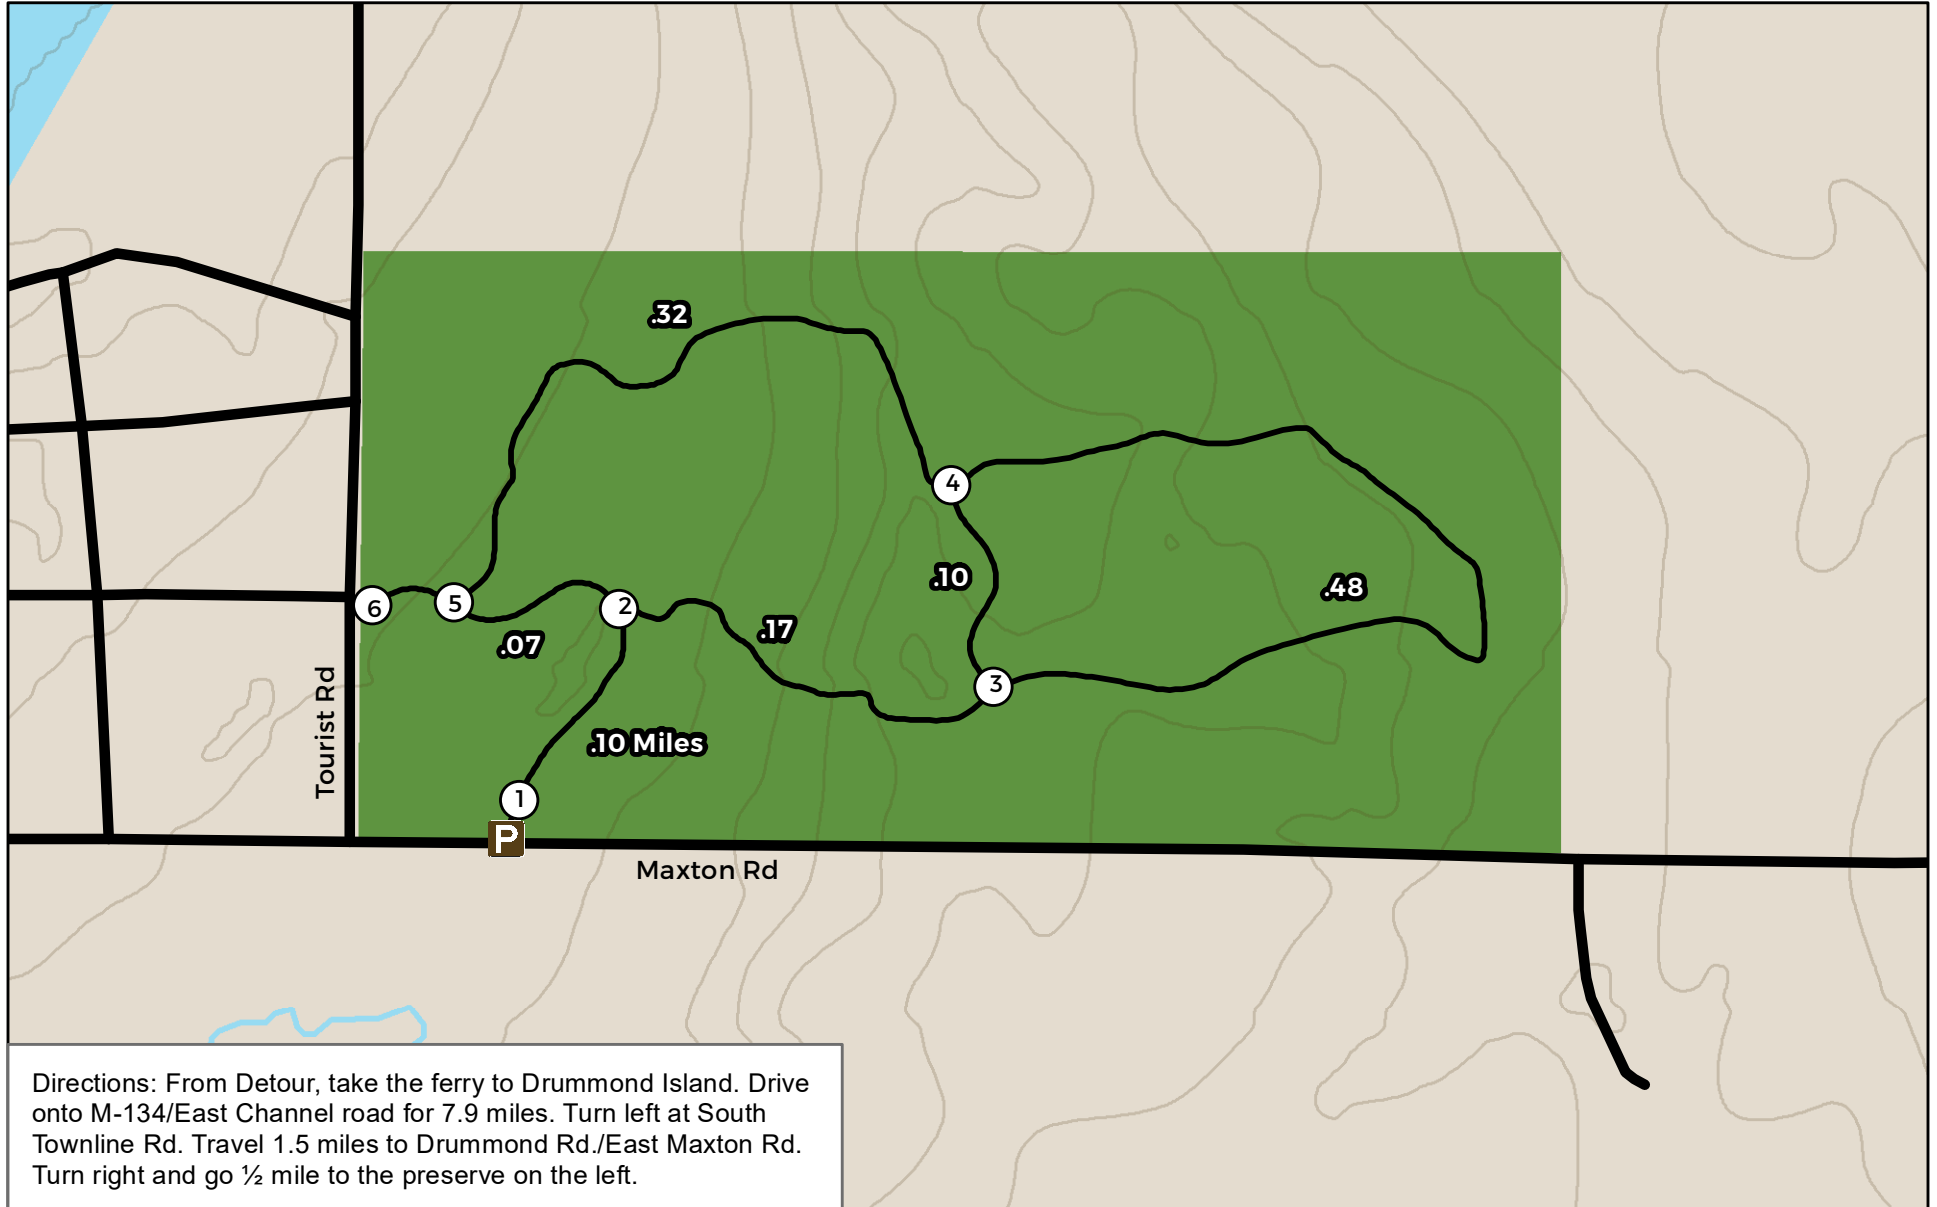 .32
4
.10
.48
6
5
2
.07
.17
3
.10 Miles
Tourist Rd
1
P
Maxton Rd
Directions: From Detour, take the ferry to Drummond Island. Drive
onto M-134/East Channel road for 7.9 miles. Turn left at South
Townline Rd. Travel 1.5 miles to Drummond Rd./East Maxton Rd.
Turn right and go ½ mile to the preserve on the left.